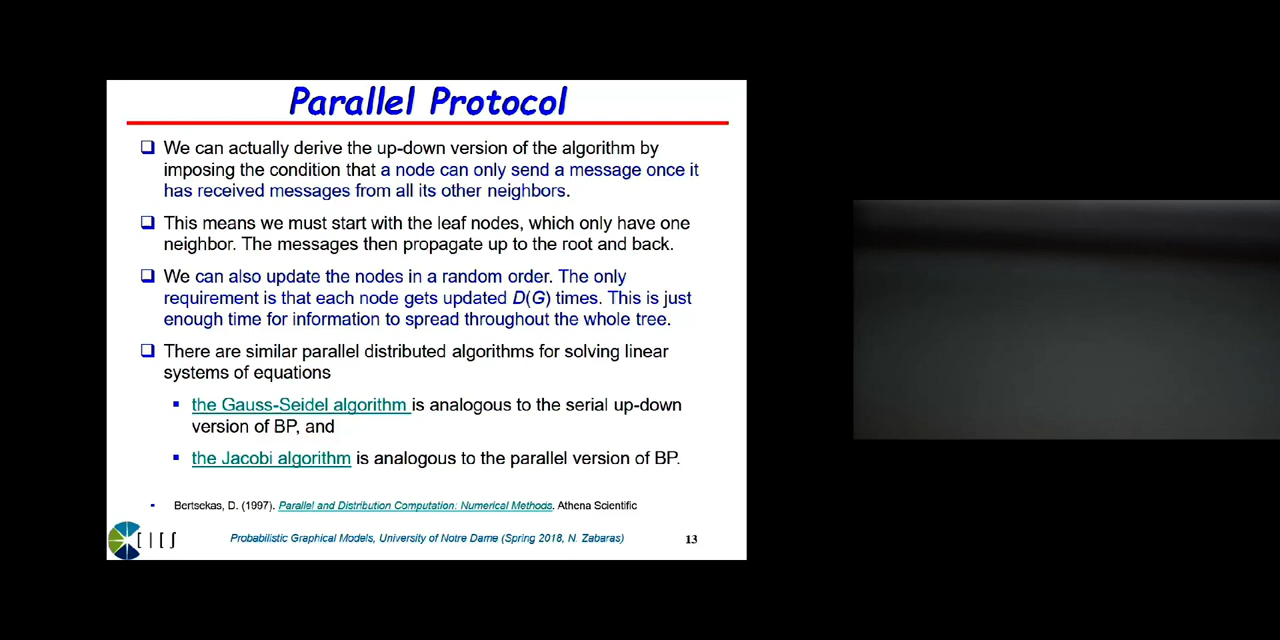 Parallel Protocol
We can actually derive the up-down version of the algorithm by
imposing the condition that a node can only send a message once it
has received messages from all its other neighbors.
This means we must start with the leaf nodes, which only have one
neighbor. The messages then propagate up to the root and back.
We can also update the nodes in a random order. The only
requirement is that each node gets updated D(G) times. This is just
enough time for information to spread throughout the whole tree.
There are similar parallel distributed algorithms for solving linear
systems of equations
the Gauss-Seidel algorithm is analogous to the serial up-down
version of BP, and
the Jacobi algorithm is analogous to the parallel version of BP.
Bertsekas, D. (1997). Parallel and Distribution Computation: Numerical Methods. Athena Scientific
Probabilistic Graphical Models, University of Notre Dame (Spring 2018, N. Zabaras)
13